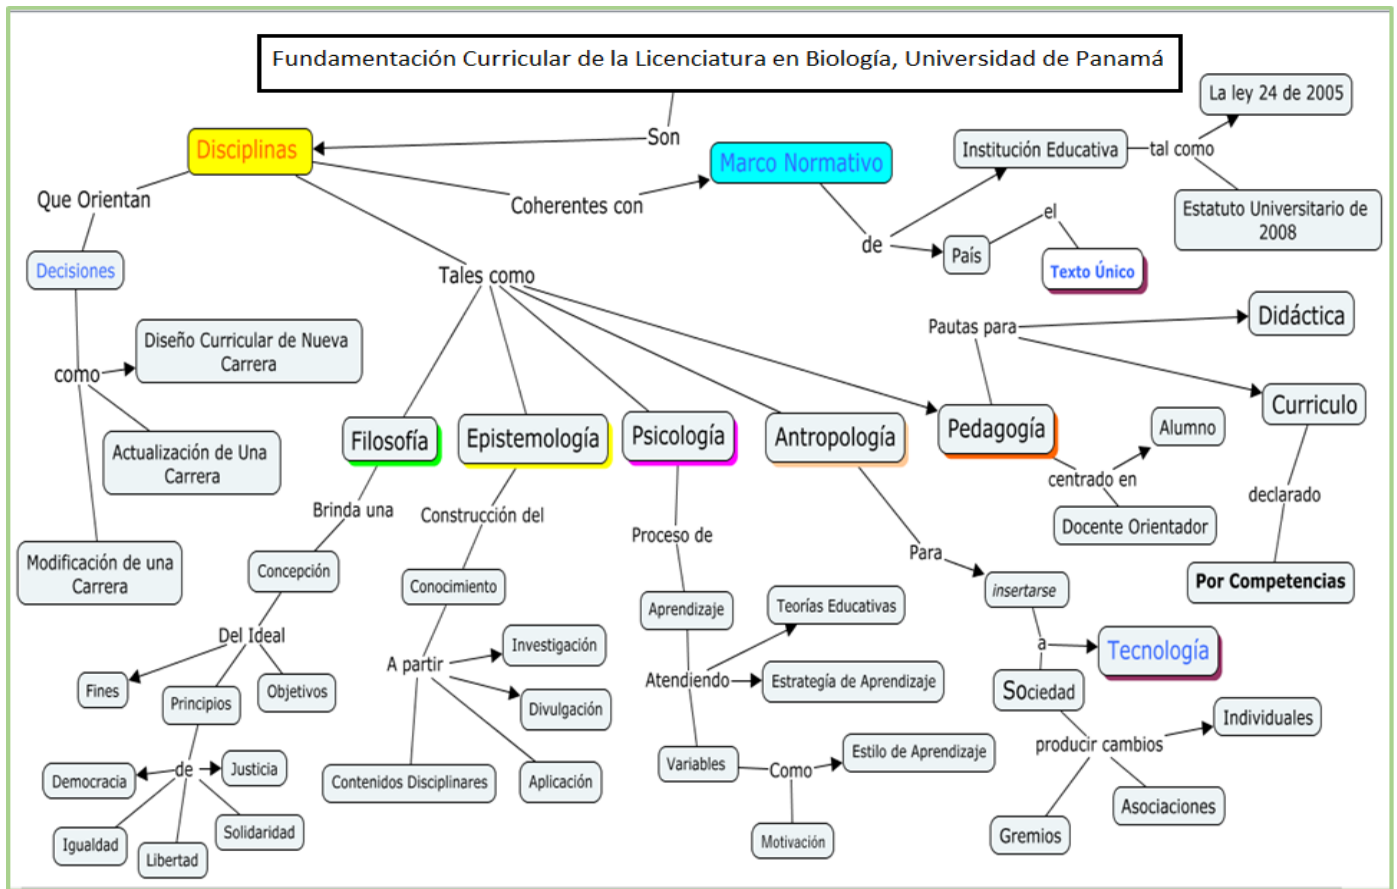 Fundamentación Curricular de la Licenciatura en Biología, Universidad de Panamá
Son
Disciplinas
Que Orientan
Decisiones
como
Diseño Curricular de Nueva
Carrera
Actualización de Una
Carrera
Modificación de una
Carrera
Coherentes con
Marco Normativo
de
Institución Educativa
tal como
La ley 24 de 2005
Estatuto Universitario de
2008
País
el
Texto Único
Tales como
Filosofía
Brinda una
Concepción
Del Ideal
Fines
Principios
Objetivos
de
Democracia
Justicia
Igualdad
Libertad
Solidaridad
Epistemología
Construcción del
Conocimiento
A partir
Investigación
Divulgación
Contenidos Disciplinares
Aplicación
Psicología
Proceso de
Aprendizaje
Atendiendo
Teorías Educativas
Estrategía de Aprendizaje
Variables
Como
Estilo de Aprendizaje
Motivación
Antropología
Para
insertarse
a
Tecnología
Sociedad
producir cambios
Individuales
Asociaciones
Gremios
Pedagogía
Pautas para
Didáctica
Curriculo
declarado
Por Competencias
centrado en
Alumno
Docente Orientador